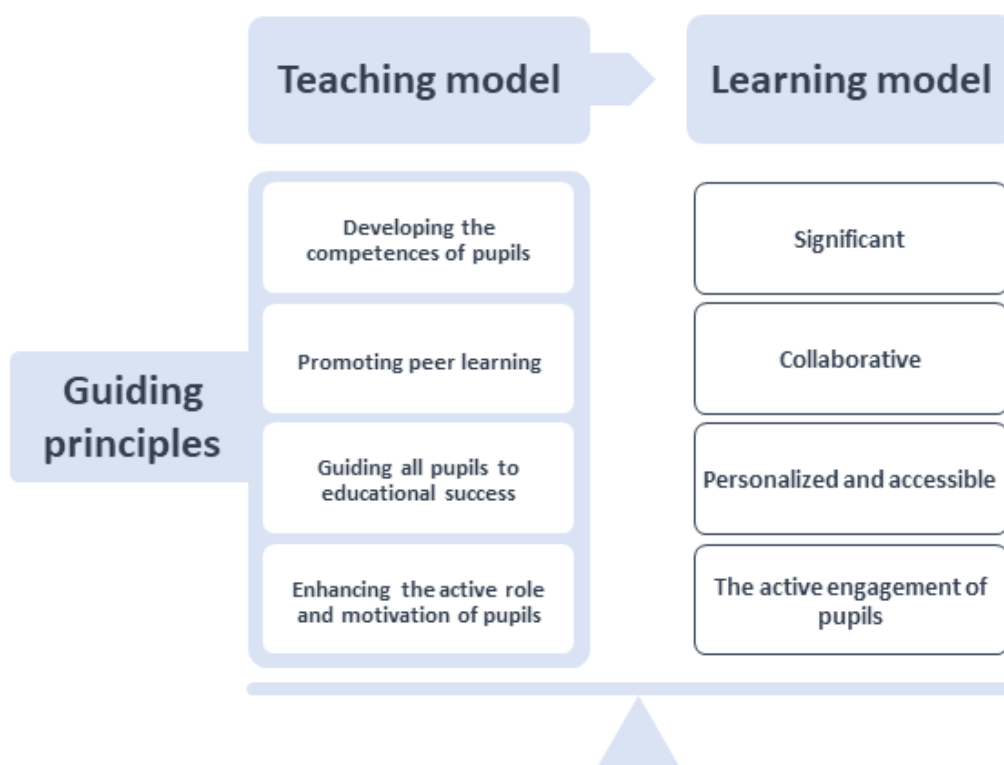 Teaching model
Learning model
Guiding
principles
Developing the
competences of pupils
Promoting peer learning
Guiding all pupils to
educational success
Enhancing the active role
and motivation of pupils
Significant
Collaborative
Personalized and accessible
The active engagement of
pupils